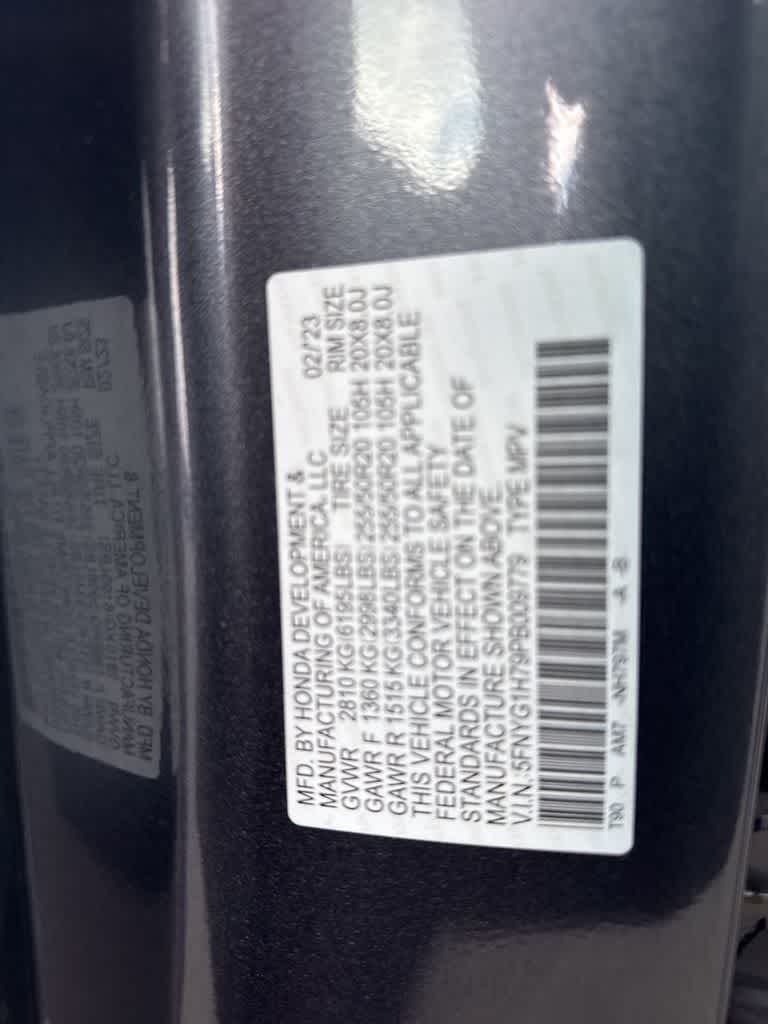 MFD. BY HONDA DEVELOPMENT &
MANUFACTURING OF AMERICA, LLC 02/23
GVWR 2810 KG(6195LBS) TIRE SIZE RIM SIZE
GAWR F 1360 KG(2998LBS) 255/50R20 105H 20X8.0J
GAWR R 1515 KG(3340LBS) 255/50R20 105H 20X8.0J
THIS VEHICLE CONFORMS TO ALL APPLICABLE
FEDERAL MOTOR VEHICLE SAFETY
STANDARDS IN EFFECT ON THE DATE OF
MANUFACTURE SHOWN ABOVE.
V.I.N.:5FNYG1H79PB009779 TYPE:MPV
T90 P AM7 -NH797M -A -B